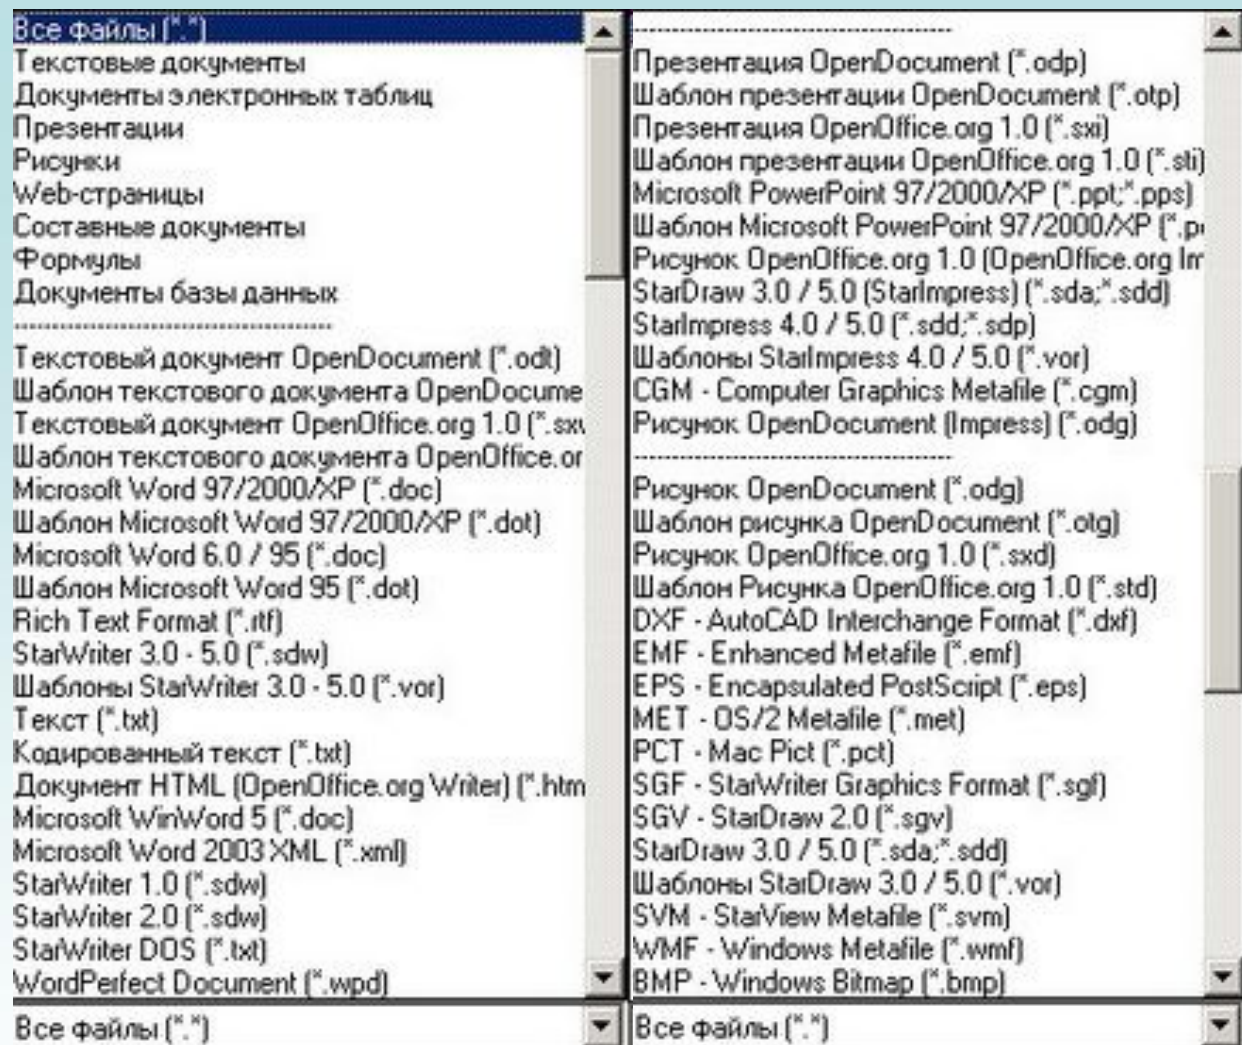 Все файлы (*.*)
Текстовые документы
Документы электронных таблиц
Презентации
Рисунки
Web-страницы
Составные документы
Формулы
Документы базы данных
------------------------------------------
Текстовый документ OpenDocument (*.odt)
Шаблон текстового документа OpenDocume
Текстовый документ OpenOffice.org 1.0 (*.sxw
Шаблон текстового документа OpenOffice.or
Microsoft Word 97/2000/XP (*.doc)
Шаблон Microsoft Word 97/2000/XP (*.dot)
Microsoft Word 6.0 / 95 (*.doc)
Шаблон Microsoft Word 95 (*.dot)
Rich Text Format (*.rtf)
StarWriter 3.0 - 5.0 (*.sdw)
Шаблоны StarWriter 3.0 - 5.0 (*.vor)
Текст (*.txt)
Кодированный текст (*.txt)
Документ HTML (OpenOffice.org Writer) (*.htm
Microsoft WinWord 5 (*.doc)
Microsoft Word 2003 XML (*.xml)
StarWriter 1.0 (*.sdw)
StarWriter 2.0 (*.sdw)
StarWriter DOS (*.txt)
WordPerfect Document (*.wpd)
Все файлы (*.*)
------------------------------------------
Презентация OpenDocument (*.odp)
Шаблон презентации OpenDocument (*.otp)
Презентация OpenOffice.org 1.0 (*.sxi)
Шаблон презентации OpenOffice.org 1.0 (*.sti)
Microsoft PowerPoint 97/2000/XP (*.ppt;*.pps)
Шаблон Microsoft PowerPoint 97/2000/XP (*.p
Рисунок OpenOffice.org 1.0 (OpenOffice.org Im
StarDraw 3.0 / 5.0 (StarImpress) (*.sda;*.sdd)
StarImpress 4.0 / 5.0 (*.sdd;*.sdp)
Шаблоны StarImpress 4.0 / 5.0 (*.vor)
CGM - Computer Graphics Metafile (*.cgm)
Рисунок OpenDocument (Impress) (*.odg)
------------------------------------------
Рисунок OpenDocument (*.odg)
Шаблон рисунка OpenDocument (*.otg)
Рисунок OpenOffice.org 1.0 (*.sxd)
Шаблон Рисунка OpenOffice.org 1.0 (*.std)
DXF - AutoCAD Interchange Format (*.dxf)
EMF - Enhanced Metafile (*.emf)
EPS - Encapsulated PostScript (*.eps)
MET - OS/2 Metafile (*.met)
PCT - Mac Pict (*.pct)
SGF - StarWriter Graphics Format (*.sgf)
SGV - StarDraw 2.0 (*.sgv)
StarDraw 3.0 / 5.0 (*.sda;*.sdd)
Шаблоны StarDraw 3.0 / 5.0 (*.vor)
SVM - StarView Metafile (*.svm)
WMF - Windows Metafile (*.wmf)
BMP - Windows Bitmap (*.bmp)
Все файлы (*.*)